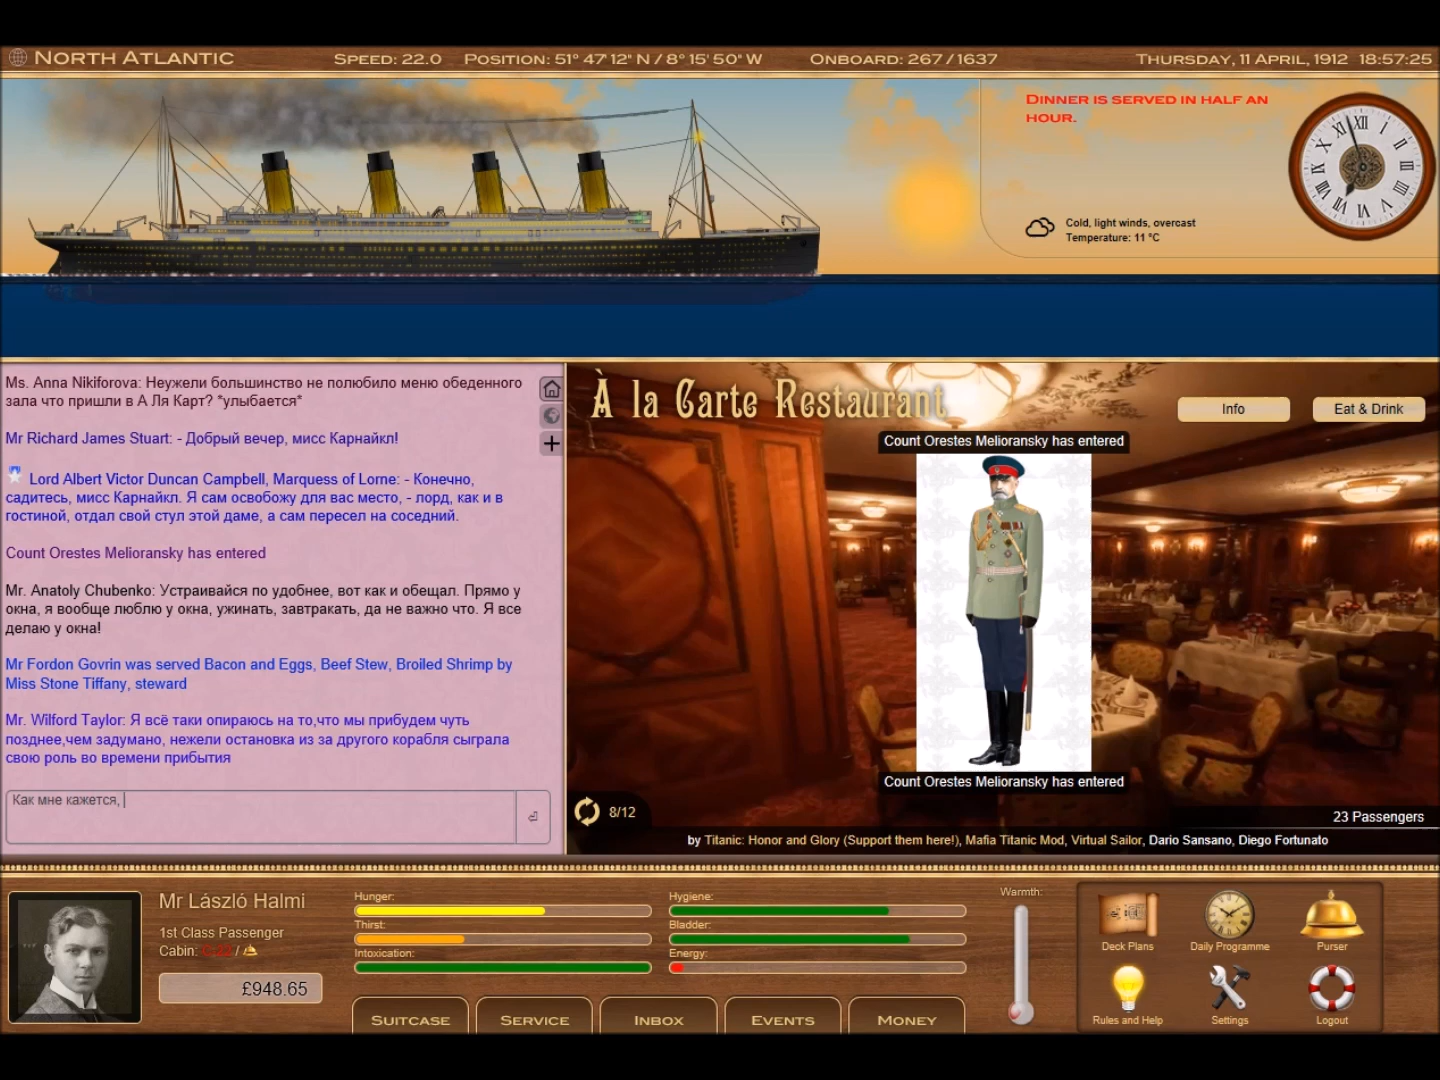 NORTH ATLANTIC SPEED: 22.0 POSITION: 51° 47' 12" N / 8° 15' 50" W ONBOARD: 267 / 1637 THURSDAY, 11 APRIL, 1912 18:57:25
DINNER IS SERVED IN HALF AN
HOUR.
XII I II III IIII V VI VII VIII IX X XI
Cold, light winds, overcast
Temperature: 11 °C
Ms. Anna Nikiforova: Неужели большинство не полюбило меню обеденного
зала что пришли в А Ля Карт? *улыбается*
Mr Richard James Stuart: - Добрый вечер, мисс Карнайкл!
Lord Albert Victor Duncan Campbell, Marquess of Lorne: - Конечно,
садитесь, мисс Карнайкл. Я сам освобожу для вас место, - лорд, как и в
гостиной, отдал свой стул этой даме, а сам пересел на соседний.
Count Orestes Melioransky has entered
Mr. Anatoly Chubenko: Устраивайся по удобнее, вот как и обещал. Прямо у
окна, я вообще люблю у окна, ужинать, завтракать, да не важно что. Я все
делаю у окна!
Mr Fordon Govrin was served Bacon and Eggs, Beef Stew, Broiled Shrimp by
Miss Stone Tiffany, steward
Mr. Wilford Taylor: Я всё таки опираюсь на то,что мы прибудем чуть
позднее,чем задумано, нежели остановка из за другого корабля сыграла
свою роль во времени прибытия
Как мне кажется,
À la Carte Restaurant
Info
Eat & Drink
Count Orestes Melioransky has entered
Count Orestes Melioransky has entered
8/12
23 Passengers
by Titanic: Honor and Glory (Support them here!), Mafia Titanic Mod, Virtual Sailor, Dario Sansano, Diego Fortunato
Mr László Halmi
1st Class Passenger
Cabin: /
£948.65
Hunger:
Thirst:
Intoxication:
Hygiene:
Bladder:
Energy:
Warmth:
SUITCASE
SERVICE
INBOX
EVENTS
MONEY
Deck Plans
Daily Programme
Purser
Rules and Help
Settings
Logout